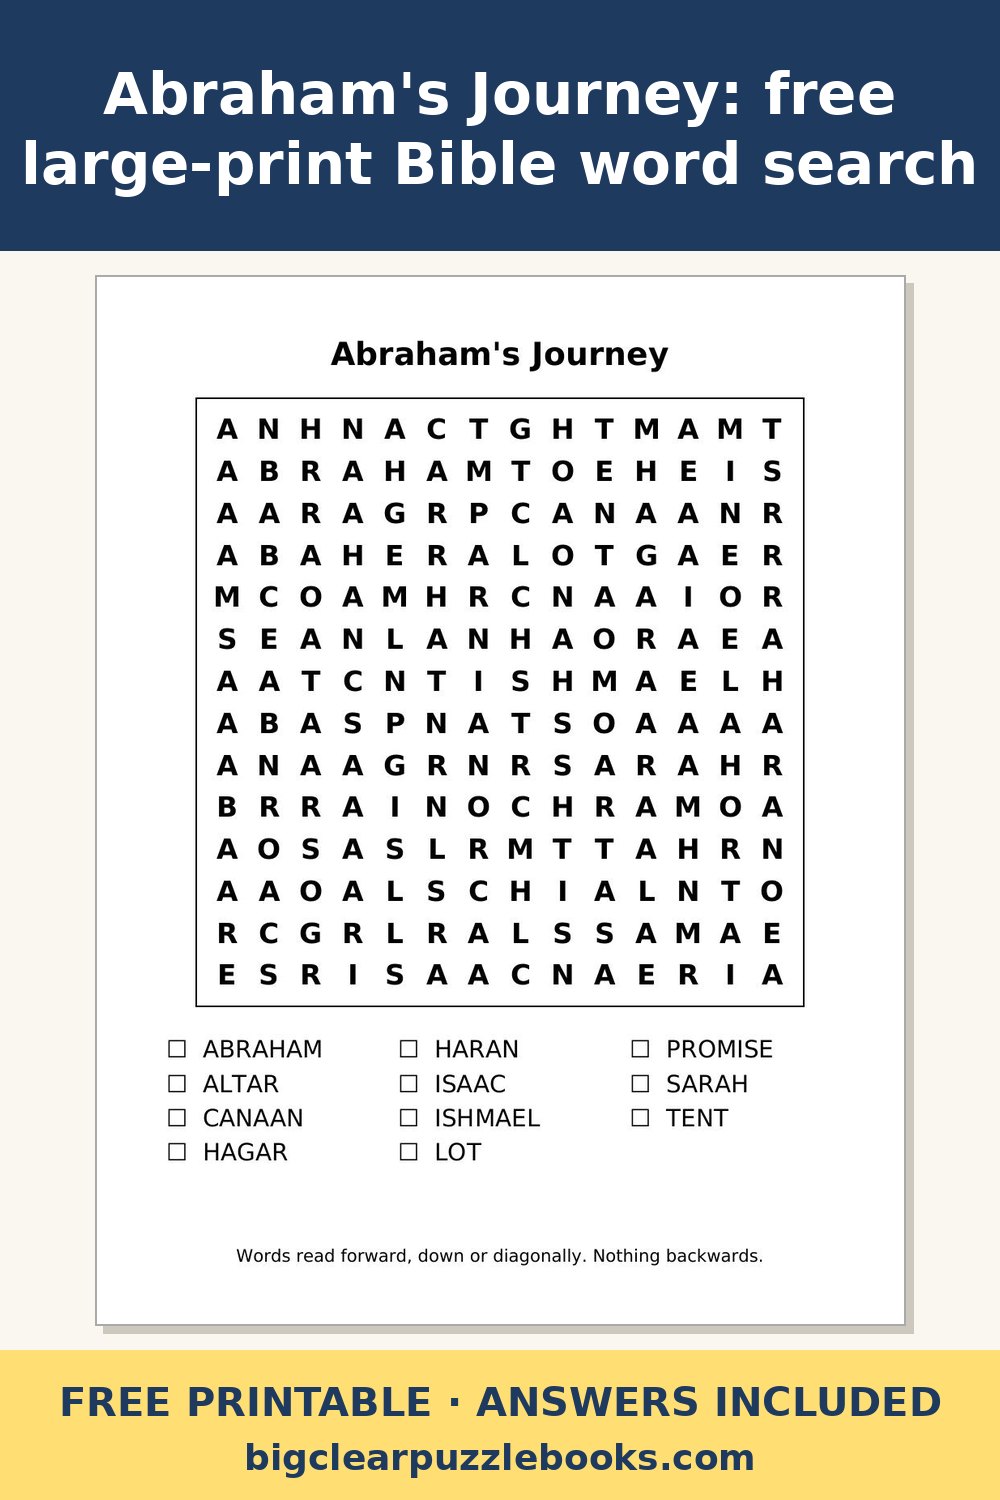 Abraham's Journey: free
large-print Bible word search
Abraham's Journey
A N H N A C T G H T M A M T
A B R A H A M T O E H E I S
A A R A G R P C A N A A N R
A B A H E R A L O T G A E R
M C O A M H R C N A A I O R
S E A N L A N H A O R A E A
A A T C N T I S H M A E L H
A B A S P N A T S O A A A A
A N A A G R N R S A R A H R
B R R A I N O C H R A M O A
A O S A S L R M T T A H R N
A A O A L S C H I A L N T O
R C G R L R A L S S A M A E
E S R I S A A C N A E R I A
☐ ABRAHAM ☐ HARAN ☐ PROMISE
☐ ALTAR ☐ ISAAC ☐ SARAH
☐ CANAAN ☐ ISHMAEL ☐ TENT
☐ HAGAR ☐ LOT
Words read forward, down or diagonally. Nothing backwards.
FREE PRINTABLE · ANSWERS INCLUDED
bigclearpuzzlebooks.com